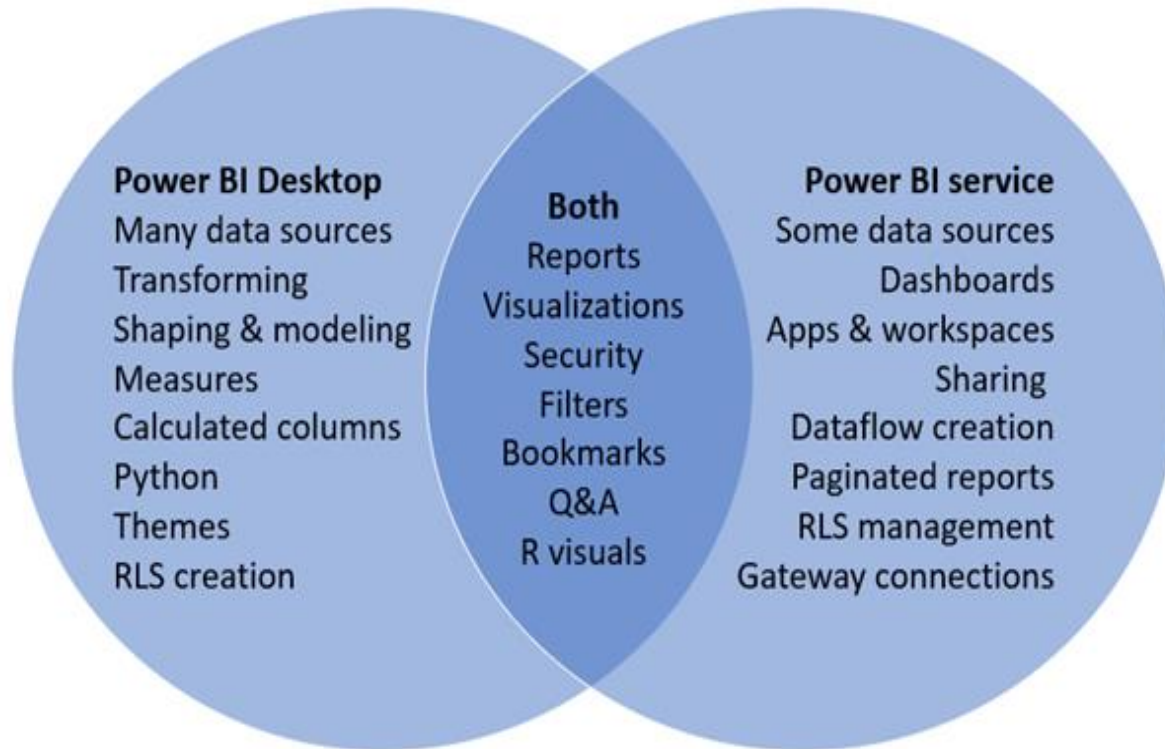 Power BI Desktop
Many data sources
Transforming
Shaping & modeling
Measures
Calculated columns
Python
Themes
RLS creation
Both
Reports
Visualizations
Security
Filters
Bookmarks
Q&A
R visuals
Power BI service
Some data sources
Dashboards
Apps & workspaces
Sharing
Dataflow creation
Paginated reports
RLS management
Gateway connections